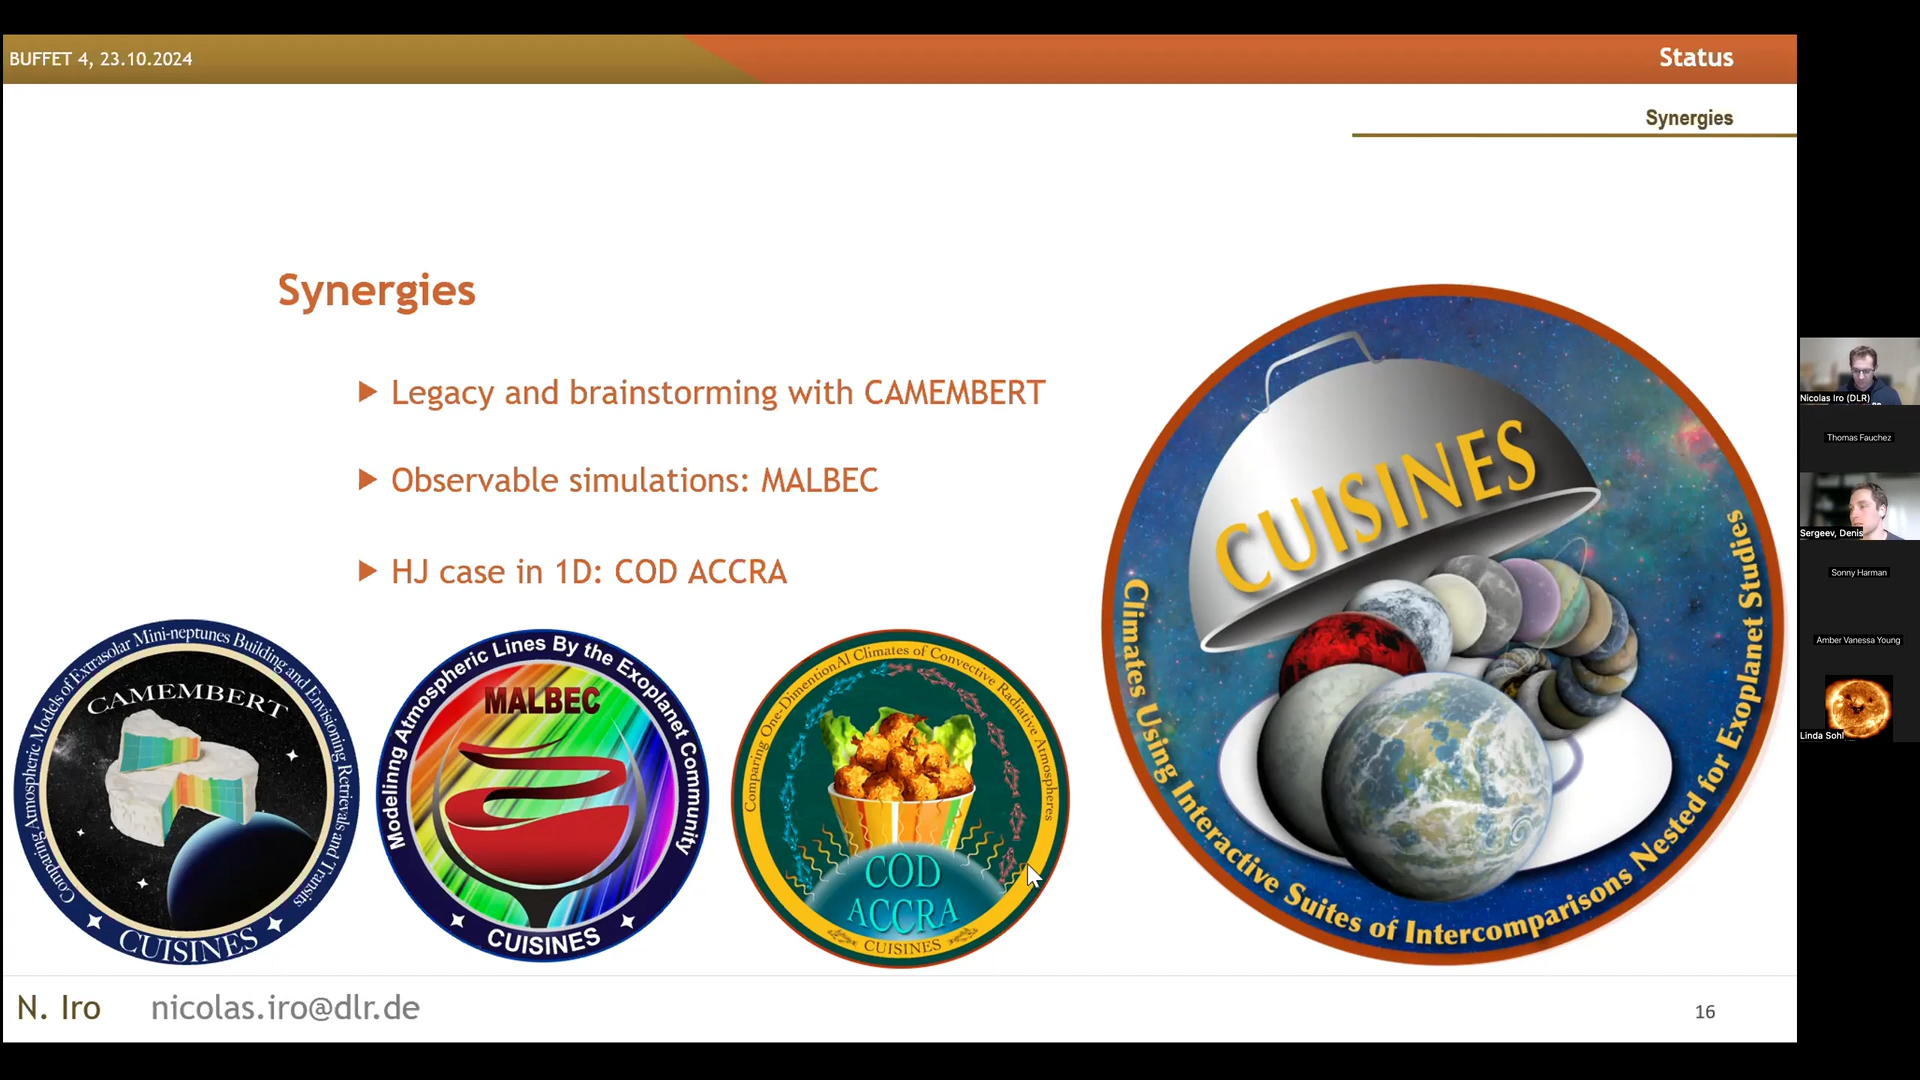 BUFFET 4, 23.10.2024
Status
Synergies
Synergies
Legacy and brainstorming with CAMEMBERT
Observable simulations: MALBEC
HJ case in 1D: COD ACCRA
Comparing Atmospheric Models of Extrasolar Mini-neptunes Building and Envisioning Retrievals and Transits
CAMEMBERT
CUISINES
Modelinng Atmospheric Lines By the Exoplanet Community
MALBEC
CUISINES
Comparing One-DimentionAl Climates of Convective Radiative Atmospheres
COD
ACCRA
CUISINES
CUISINES
Climates Using Interactive Suites of Intercomparisons Nested for Exoplanet Studies
N. Iro
nicolas.iro@dlr.de
16
Nicolas Iro (DLR)
Thomas Fauchez
Sergeev, Denis
Sonny Harman
Amber Vanessa Young
Linda Sohl